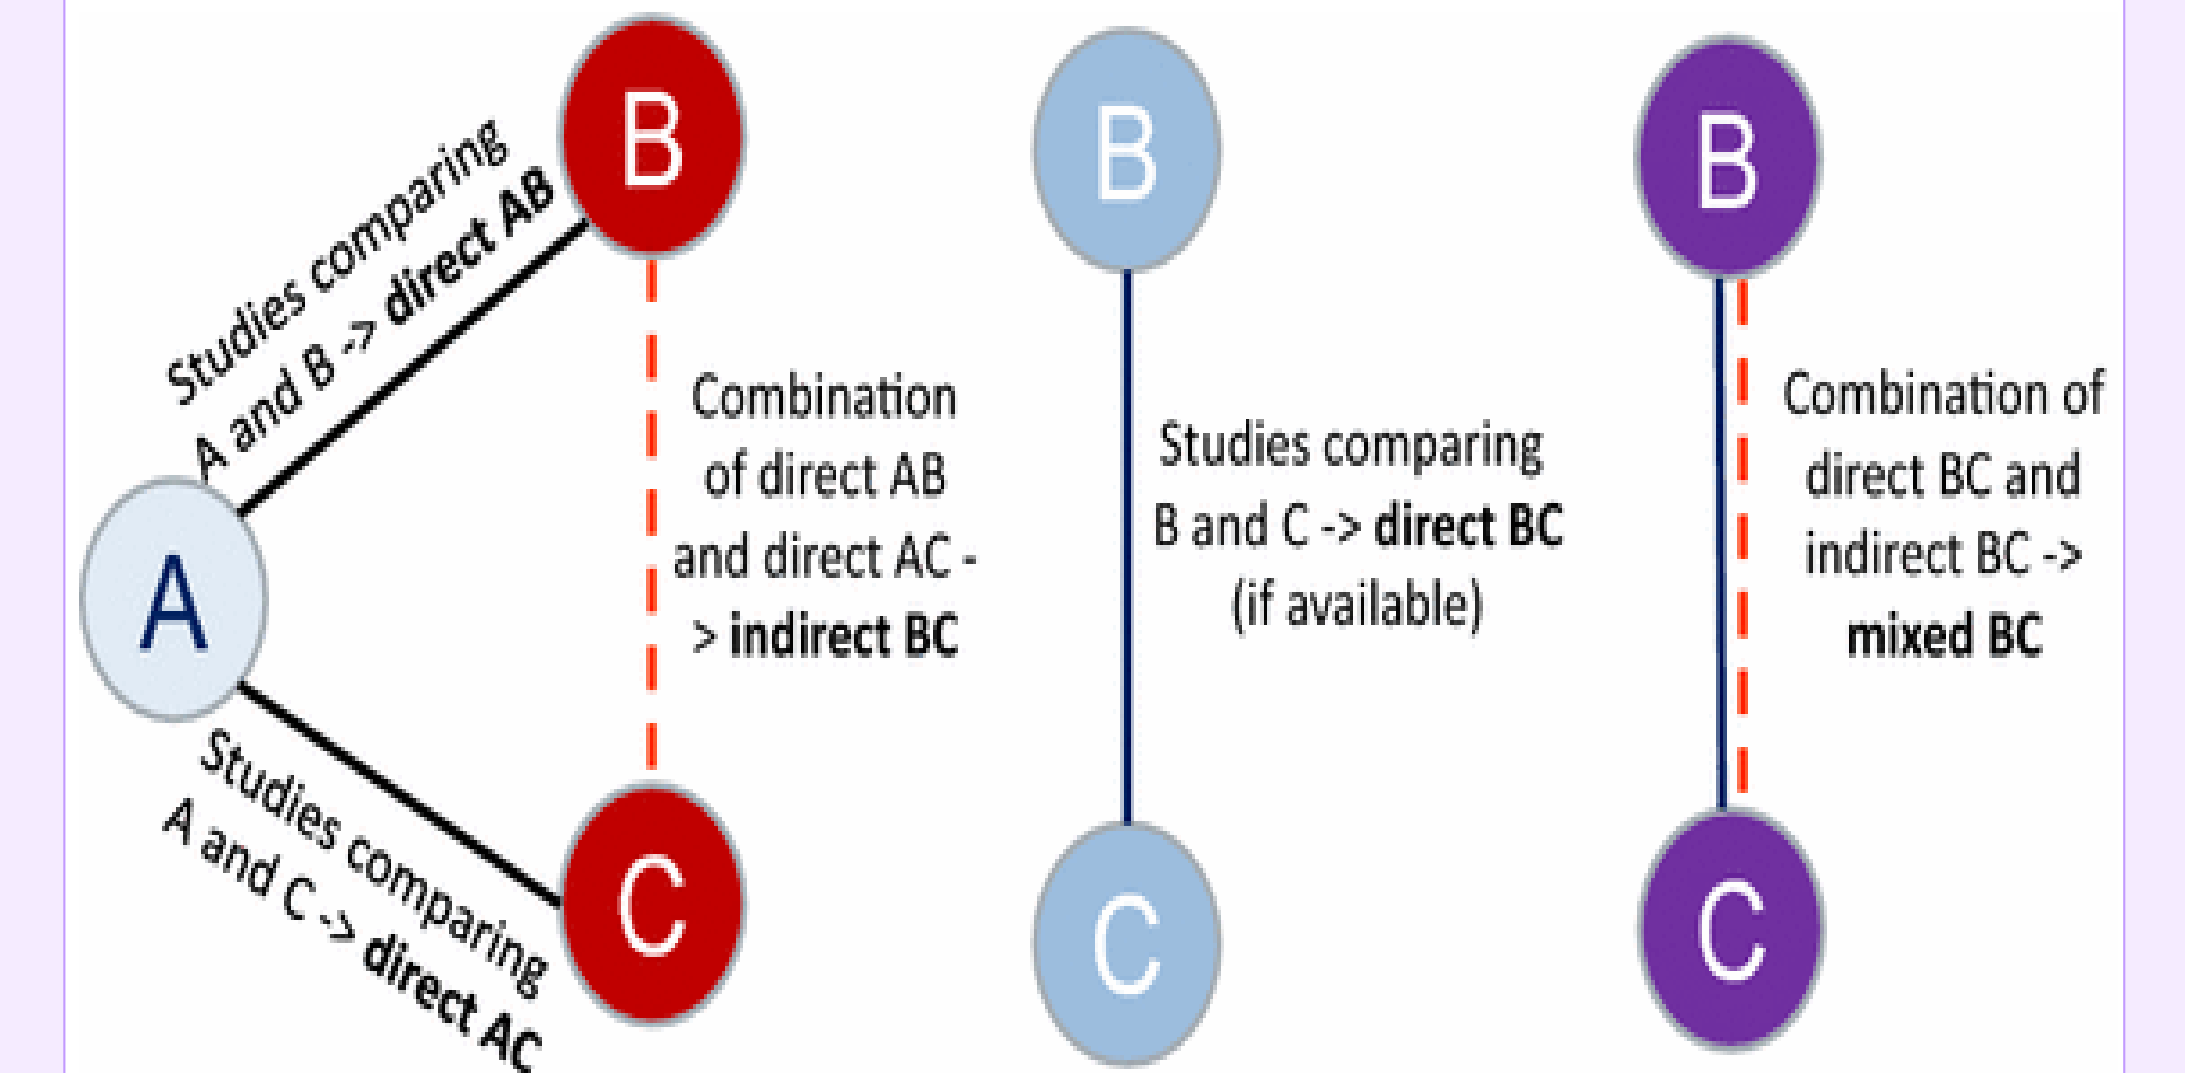 Studies comparing
A and B -> direct AB
A
Studies comparing
A and C -> direct AC
B
Combination
of direct AB
and direct AC -
> indirect BC
C
B
Studies comparing
B and C -> direct BC
(if available)
C
B
Combination of
direct BC and
indirect BC ->
mixed BC
C